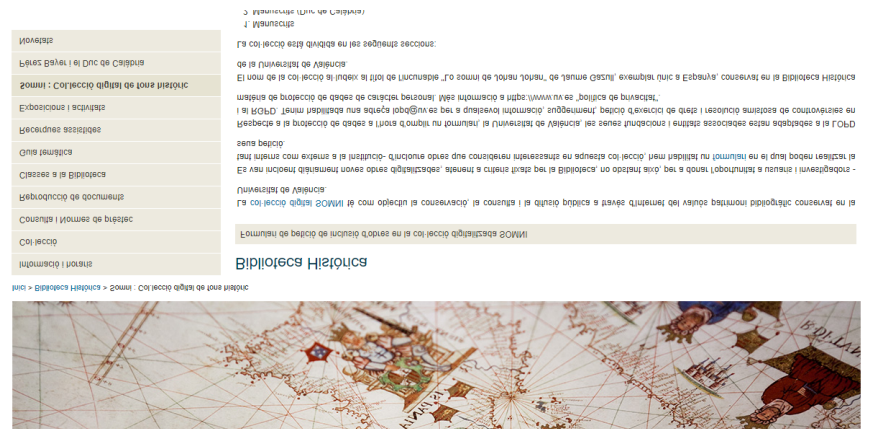 Inici > Biblioteca Històrica > Somni : Col.lecció digital de fons històric
Informació i horaris
Col·lecció
Consulta i Normes de préstec
Reproducció de documents
Classes a la Biblioteca
Guia temàtica
Recerques assistides
Exposicions i activitats
Somni : Col.lecció digital de fons històric
Pérez Bayer i el Duc de Calàbria
Novetats
Biblioteca Històrica
Formulari de petició de inclusió d'obres en la col·lecció digitalitzada SOMNI
La col·lecció digital SOMNI té com objectiu la conservació, la consulta i la difusió pública a través d'Internet del valuós patrimoni bibliogràfic conservat en la
Universitat de València.
Es van incloent diàriament noves obres digitalitzades, atenent a criteris fixats per la Biblioteca, no obstant això, per a donar l'oportunitat a usuaris i investigadors -
tant interns com externs a la Institució- d'incloure obres que consideren interessants en aquesta col·lecció, hem habilitat un formulari en el qual poden realitzar la
seua petició.
Respecte a la protecció de dades a l'hora d'omplir un formulari, la Universitat de València, les seues fundacions i entitats associades estan adaptades a la LOPD
i al RGPD. Tenim habilitada una adreça lopd@uv.es per a qualsevol informació, suggeriment, petició d'exercici de drets i resolució amistosa de controvèrsies en
matèria de protecció de dades de caràcter personal. Més informació a https://www.uv.es "política de privacitat".
El nom de la col·lecció al·ludeix al títol de l'incunable "Lo somni de Johan Johan" de Jaume Gazull, exemplar únic a Espanya, conservat en la Biblioteca Històrica
de la Universitat de València.
La col·lecció està dividida en les següents seccions:
1. Manuscrits
2. Manuscrits (Duc de Calàbria)